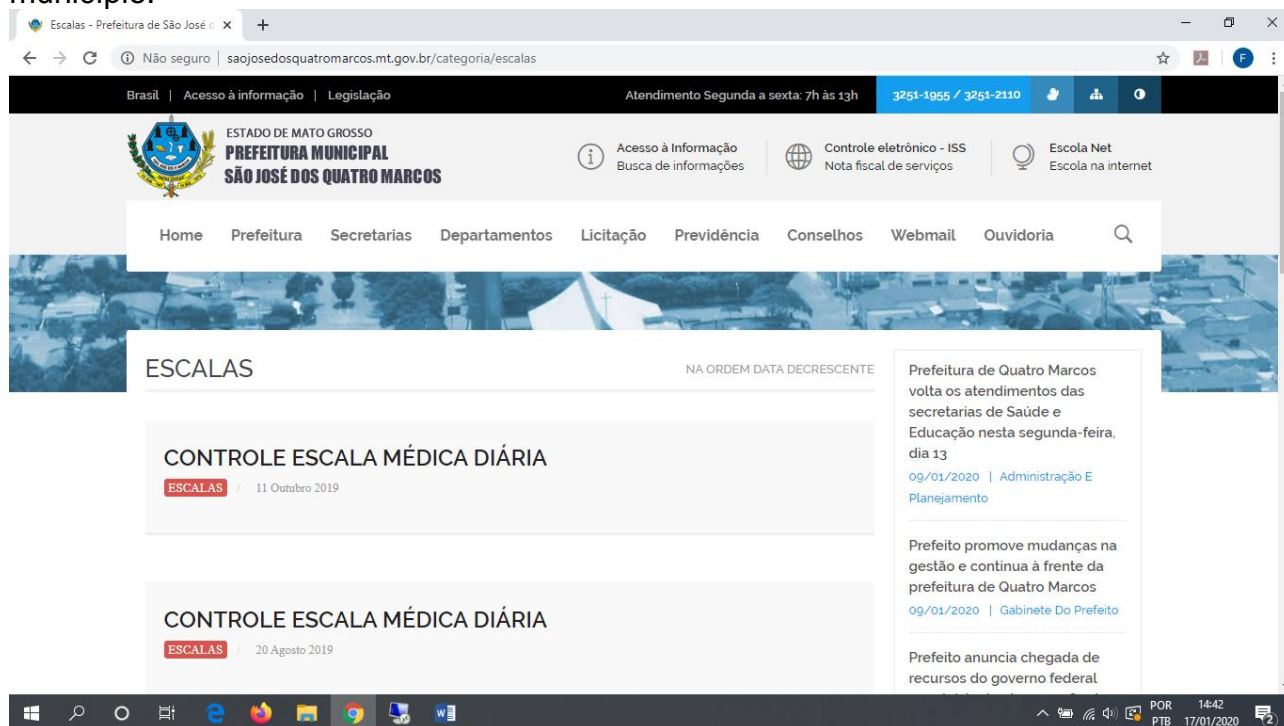 Escalas - Prefeitura de São José d
Não seguro | saojosedosquatromarcos.mt.gov.br/categoria/escalas
F
Brasil | Acesso à informação | Legislação
Atendimento Segunda a sexta: 7h às 13h
3251-1955 / 3251-2110
ESTADO DE MATO GROSSO
PREFEITURA MUNICIPAL
SÃO JOSÉ DOS QUATRO MARCOS
Acesso à Informação
Busca de informações
Controle eletrônico - ISS
Nota fiscal de serviços
Escola Net
Escola na internet
Home Prefeitura Secretarias Departamentos Licitação Previdência Conselhos Webmail Ouvidoria
ESCALAS
NA ORDEM DATA DECRESCENTE
CONTROLE ESCALA MÉDICA DIÁRIA
ESCALAS / 11 Outubro 2019
CONTROLE ESCALA MÉDICA DIÁRIA
ESCALAS / 20 Agosto 2019
Prefeitura de Quatro Marcos
volta os atendimentos das
secretarias de Saúde e
Educação nesta segunda-feira,
dia 13
09/01/2020 | Administração E
Planejamento
Prefeito promove mudanças na
gestão e continua à frente da
prefeitura de Quatro Marcos
09/01/2020 | Gabinete Do Prefeito
Prefeito anuncia chegada de
recursos do governo federal
POR
PTB
14:42
17/01/2020
2